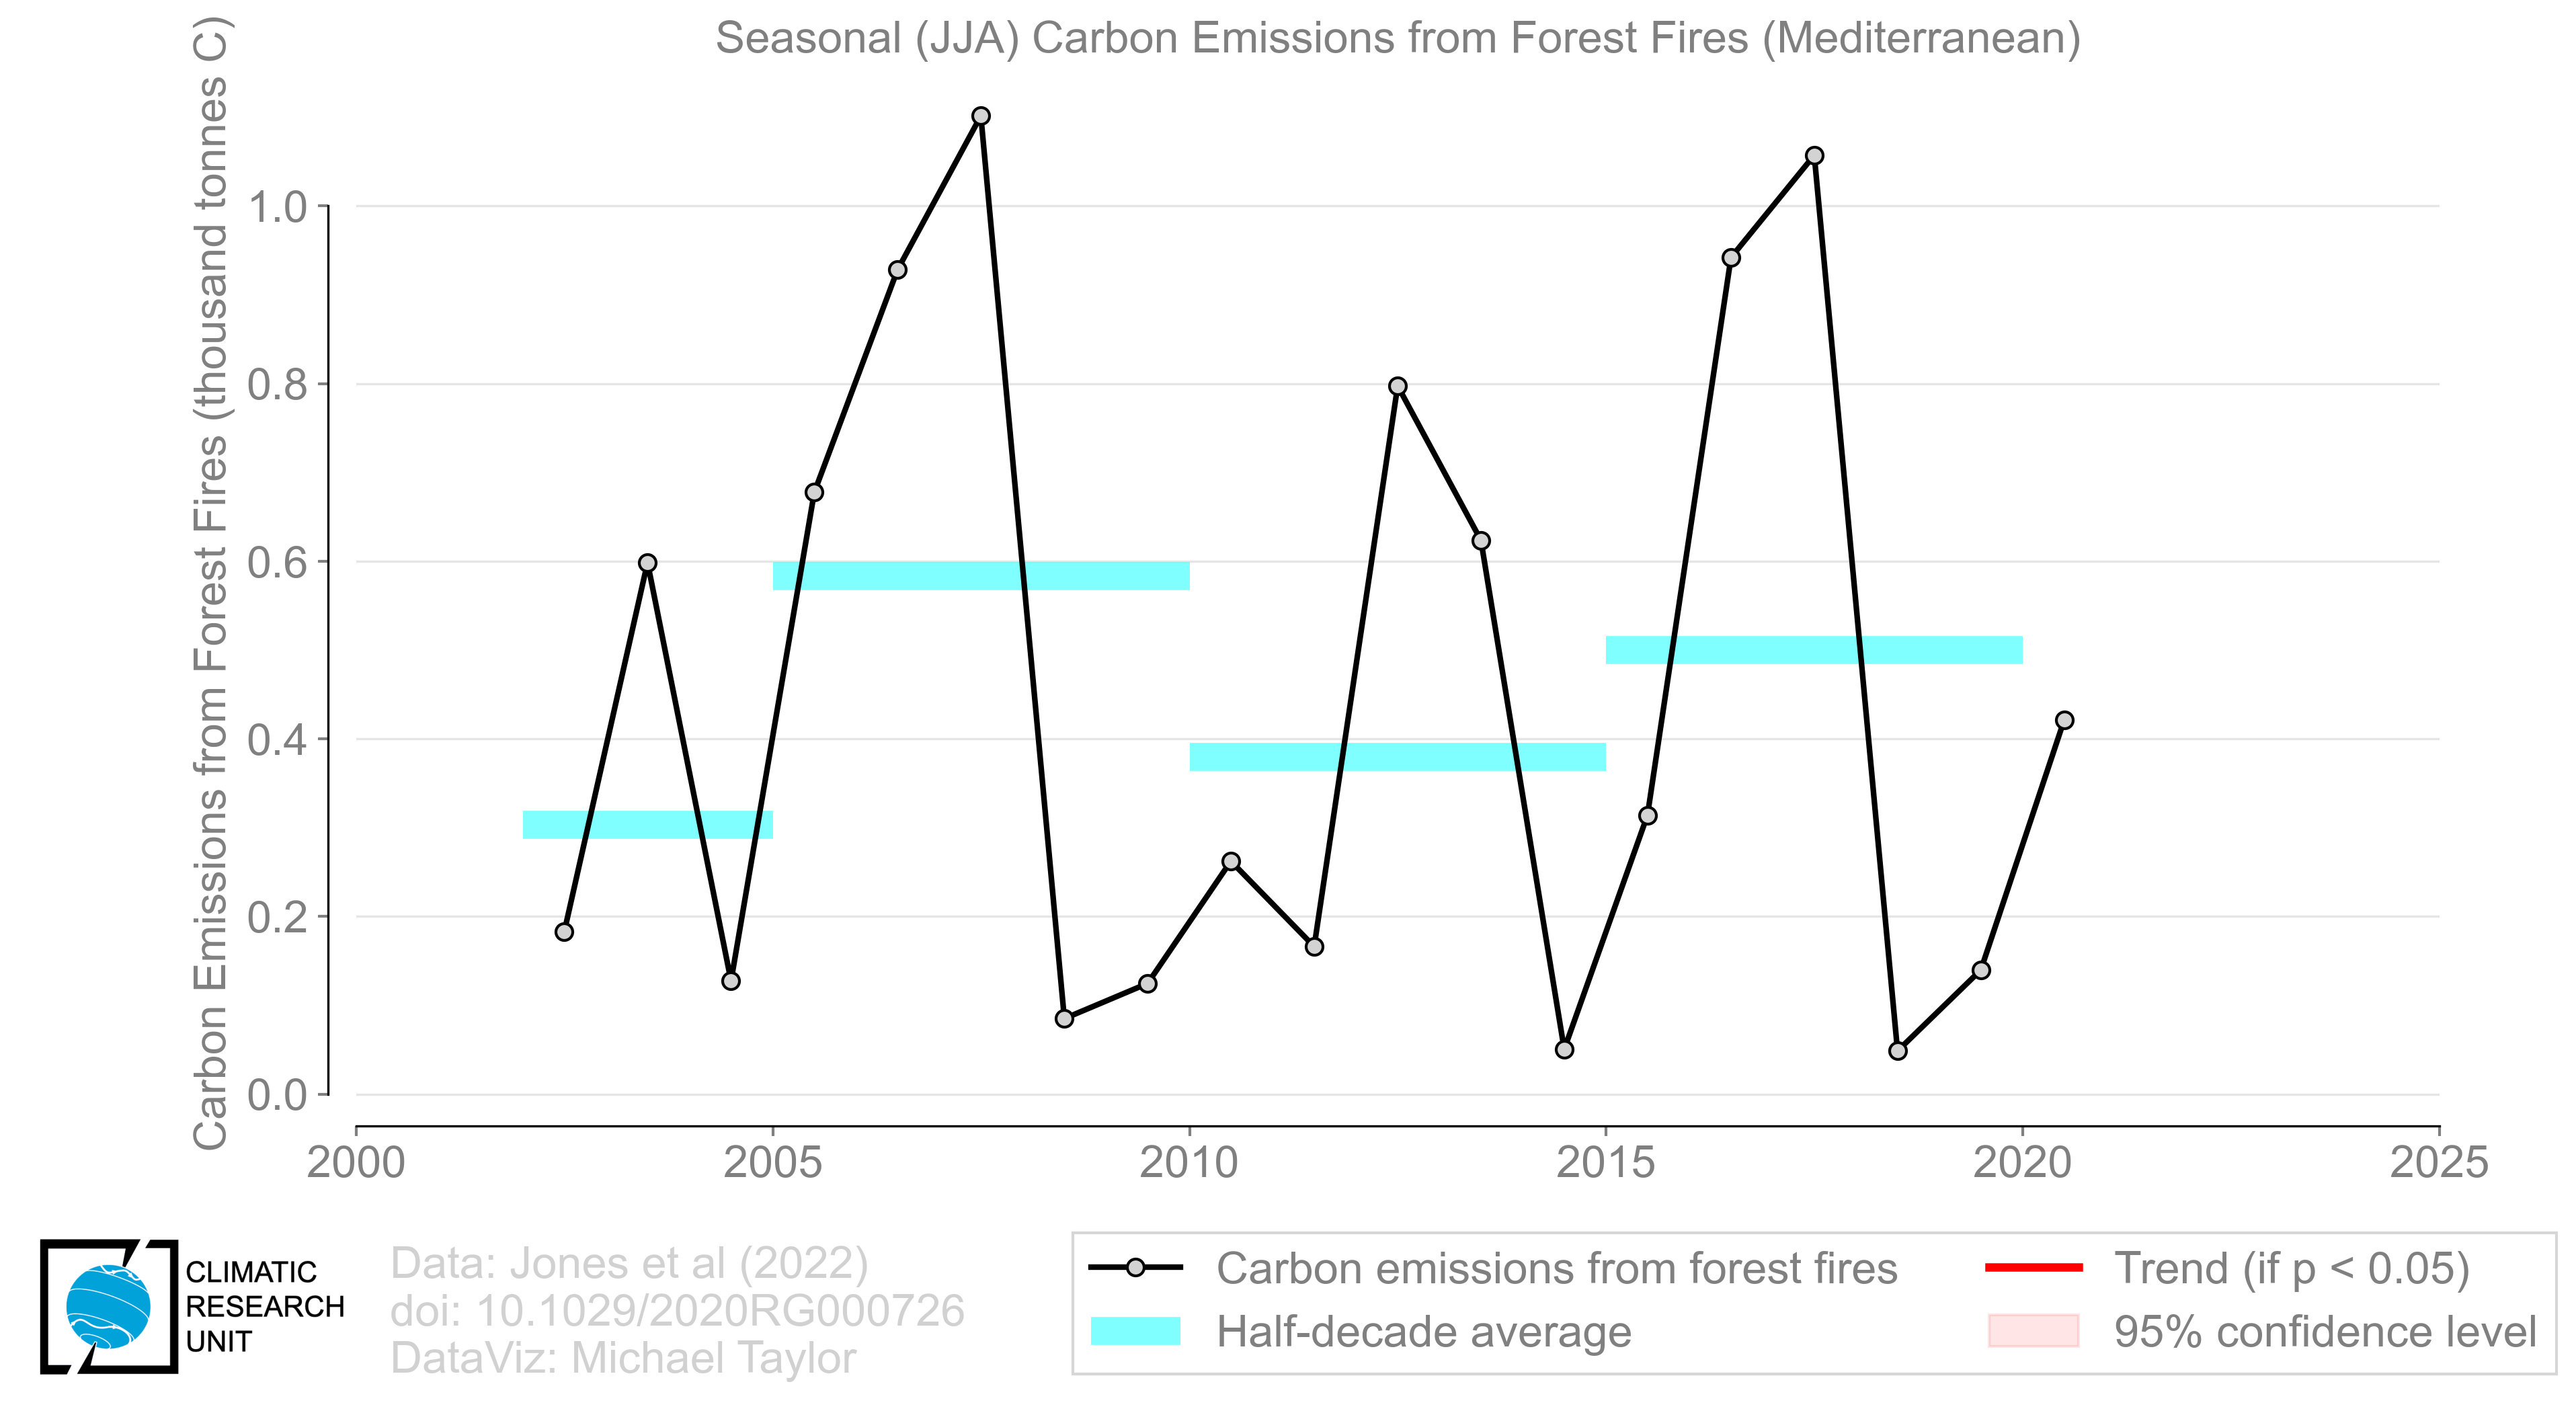 Seasonal (JJA) Carbon Emissions from Forest Fires (Mediterranean)
Carbon Emissions from Forest Fires (thousand tonnes C)
1.0
0.8
0.6
0.4
0.2
0.0
2000 2005 2010 2015 2020 2025
CLIMATIC
RESEARCH
UNIT
Data: Jones et al (2022)
doi: 10.1029/2020RG000726
DataViz: Michael Taylor
Carbon emissions from forest fires
Half-decade average
Trend (if p < 0.05)
95% confidence level